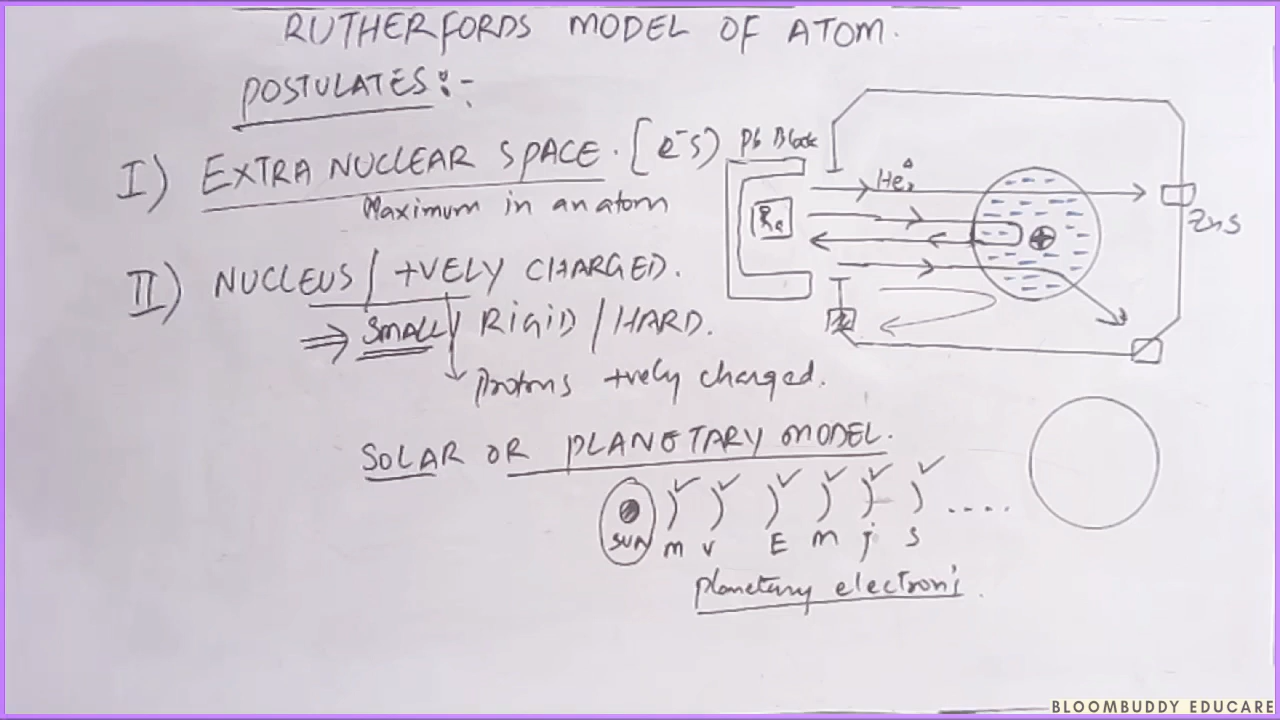 RUTHERFORDS MODEL OF ATOM.
POSTULATES:-
I) EXTRA NUCLEAR SPACE. [e⁻s)
Maximum in an atom
II) NUCLEUS / +VELY CHARGED.
⇒ SMALL / RIGID / HARD.
Protons +vely charged.
SOLAR OR PLANETARY MODEL.
SUN m v E m j s ....
planetary electrons.
Pb Block
Ra
ZnS
BLOOMBUDDY EDUCARE